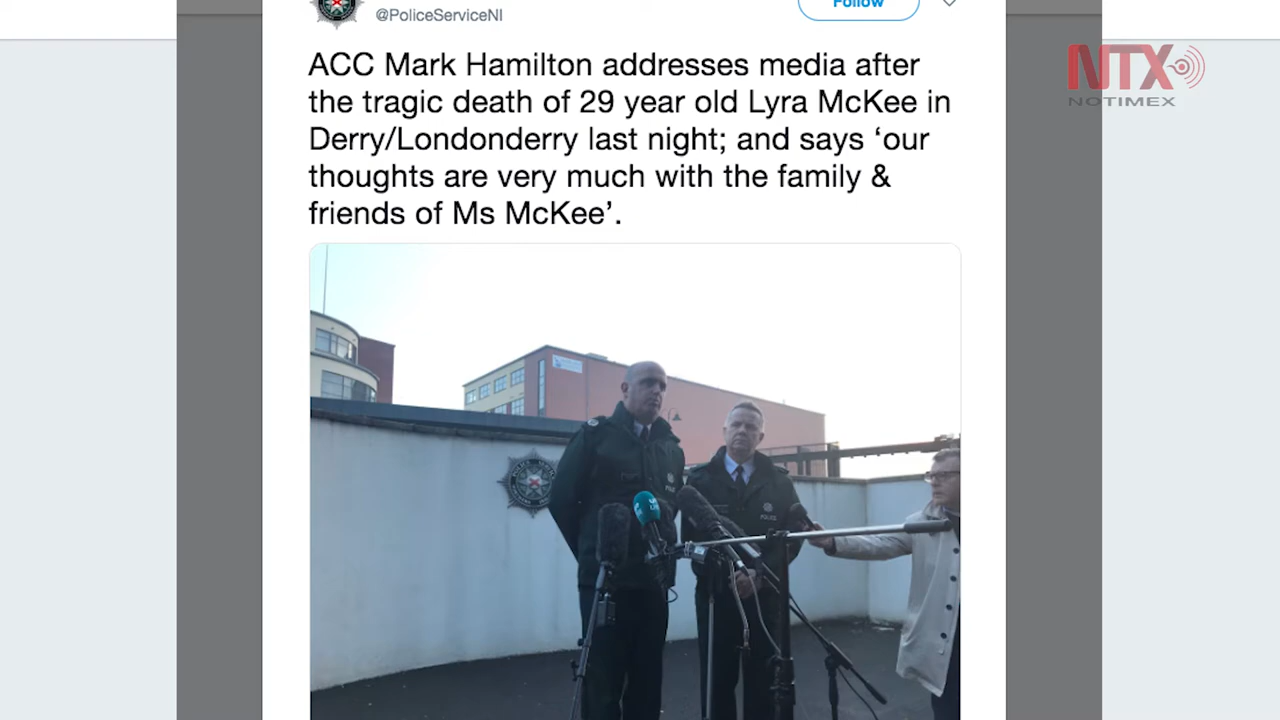 @PoliceServiceNI
Follow
NTX
NOTIMEX
ACC Mark Hamilton addresses media after
the tragic death of 29 year old Lyra McKee in
Derry/Londonderry last night; and says ‘our
thoughts are very much with the family &
friends of Ms McKee’.
POLICE